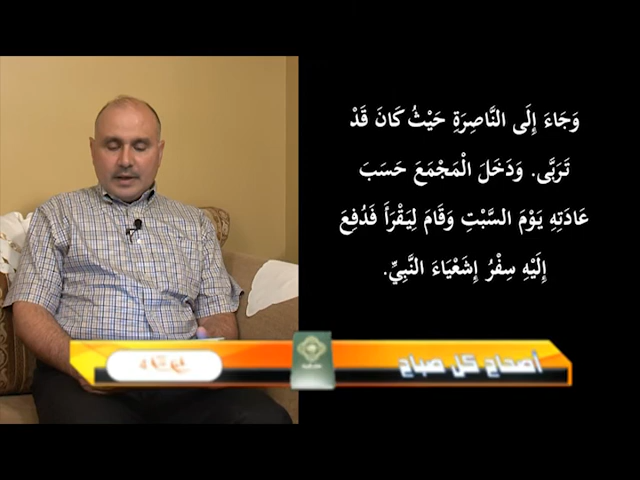 وَجَاءَ إِلَى النَّاصِرَةِ حَيْثُ كَانَ قَدْ
تَرَبَّى. وَدَخَلَ الْمَجْمَعَ حَسَبَ
عَادَتِهِ يَوْمَ السَّبْتِ وَقَامَ لِيَقْرَأَ فَدُفِعَ
إِلَيْهِ سِفْرُ إِشَعْيَاءَ النَّبِيِّ.
أصحاح كل صباح